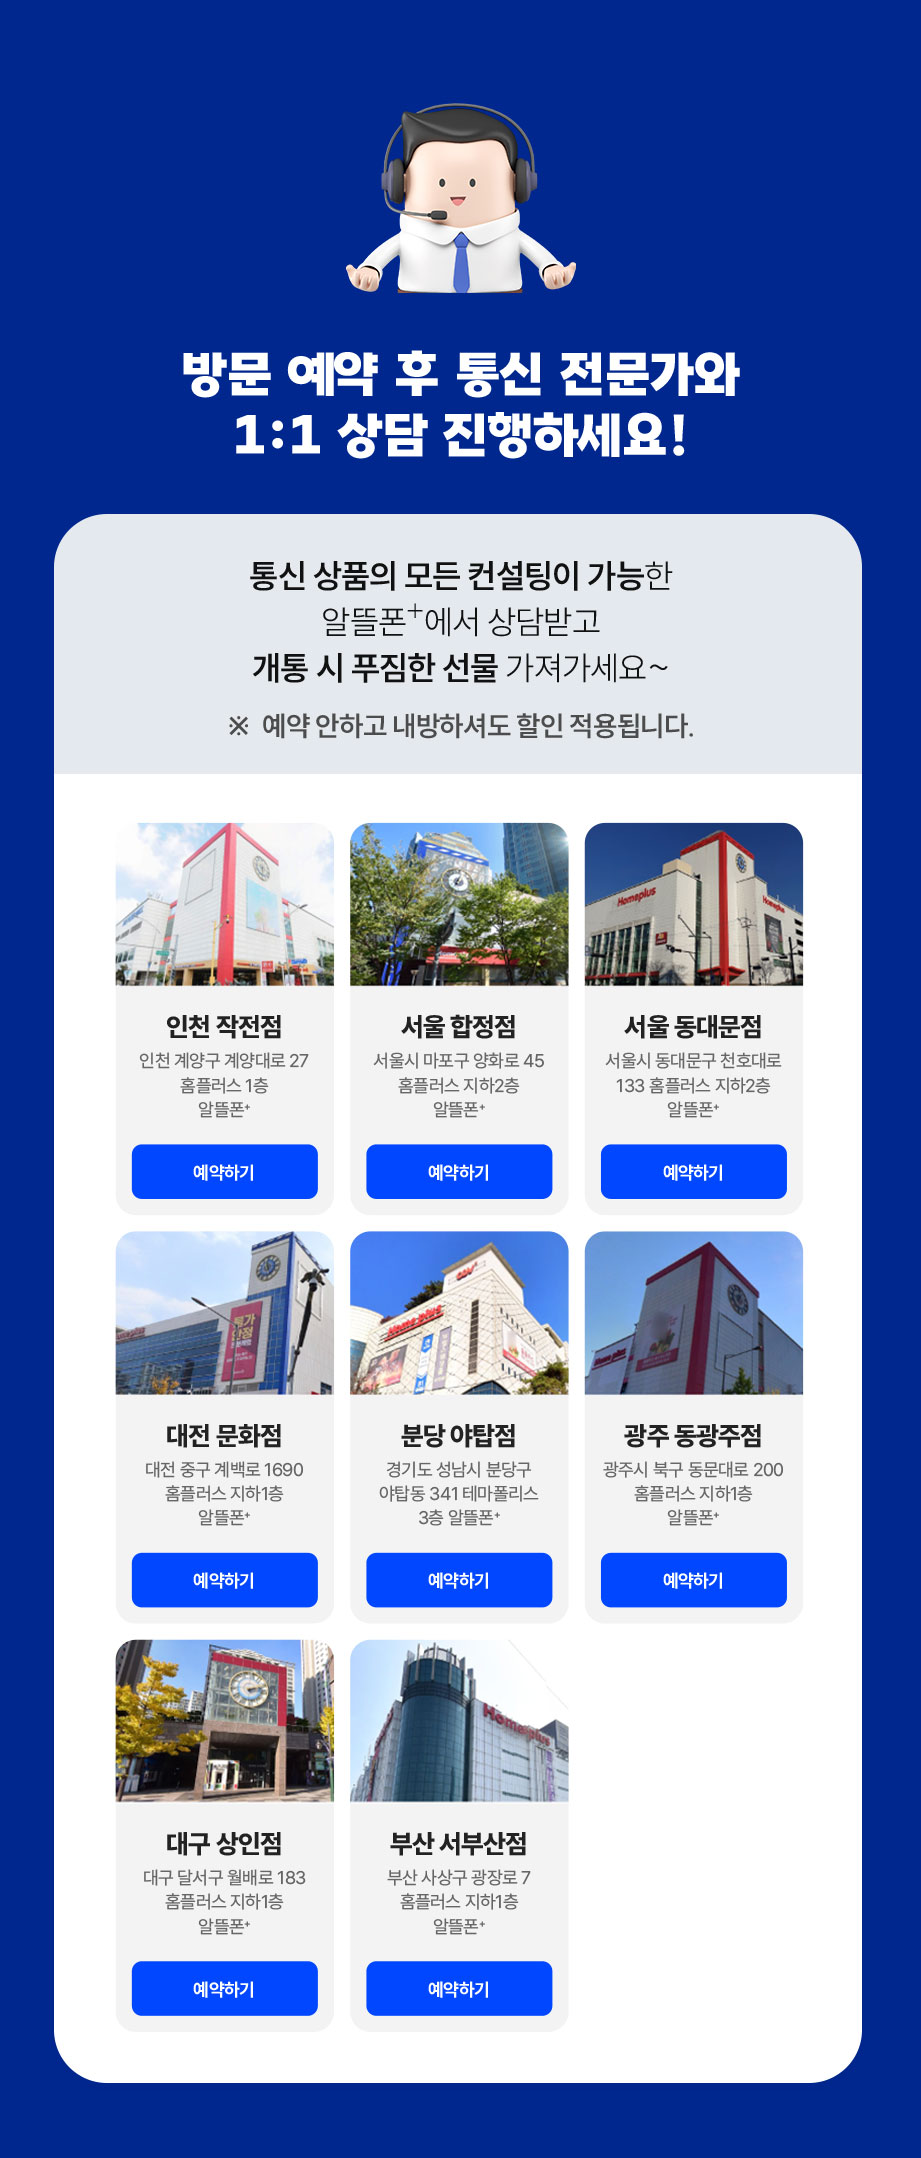 방문 예약 후 통신 전문가와
1:1 상담 진행하세요!
통신 상품의 모든 컨설팅이 가능한
알뜰폰⁺에서 상담받고
개통 시 푸짐한 선물 가져가세요~
※ 예약 안하고 내방하셔도 할인 적용됩니다.
Homeplus
Homeplus
인천 작전점
인천 계양구 계양대로 27
홈플러스 1층
알뜰폰⁺
예약하기
서울 합정점
서울시 마포구 양화로 45
홈플러스 지하2층
알뜰폰⁺
예약하기
서울 동대문점
서울시 동대문구 천호대로
133 홈플러스 지하2층
알뜰폰⁺
예약하기
Home plus
대전 문화점
대전 중구 계백로 1690
홈플러스 지하1층
알뜰폰⁺
예약하기
분당 야탑점
경기도 성남시 분당구
야탑동 341 테마폴리스
3층 알뜰폰⁺
예약하기
광주 동광주점
광주시 북구 동문대로 200
홈플러스 지하1층
알뜰폰⁺
예약하기
Homeplus
대구 상인점
대구 달서구 월배로 183
홈플러스 지하1층
알뜰폰⁺
예약하기
부산 서부산점
부산 사상구 광장로 7
홈플러스 지하1층
알뜰폰⁺
예약하기